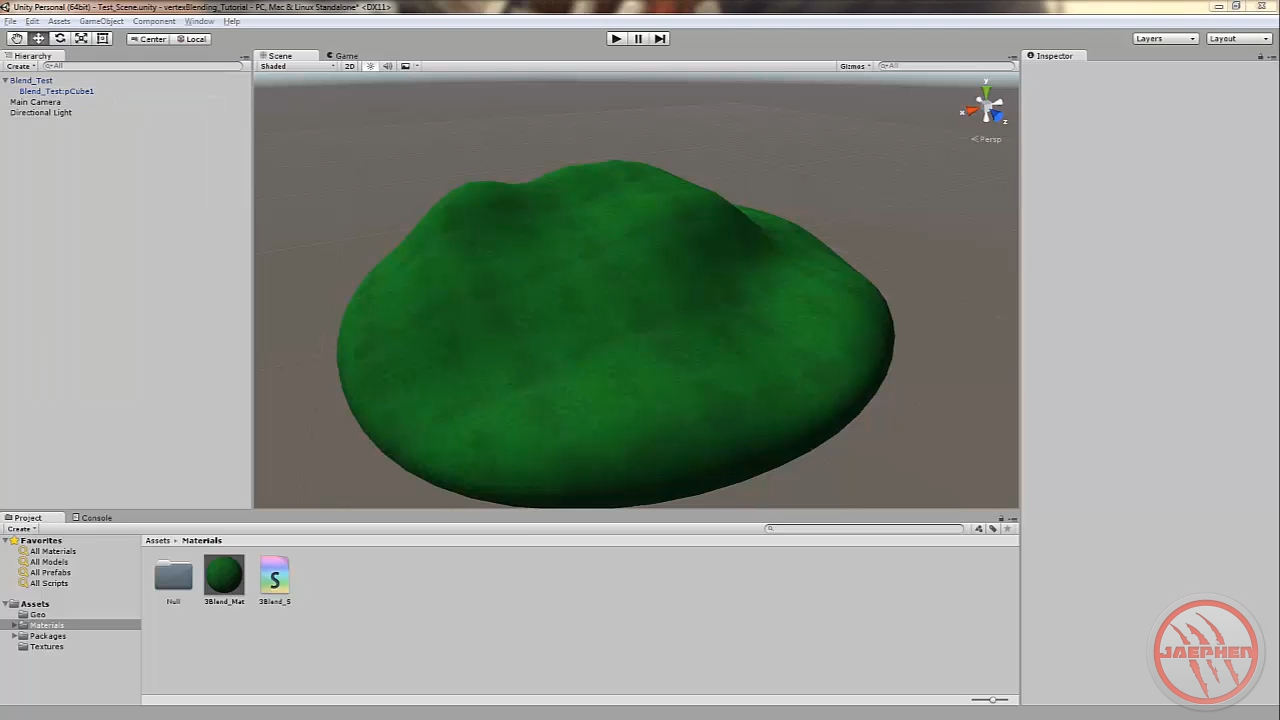 Unity Personal (64bit) - Test_Scene.unity - vertexBlending_Tutorial - PC, Mac & Linux Standalone* <DX11>
File Edit Assets GameObject Component Window Help
Center Local Layers Layout
Hierarchy Scene Game Inspector
Create All Shaded 2D Gizmos All
Blend_Test
Blend_Test:pCube1
Main Camera
Directional Light
y
x
z
Persp
Project Console
Create
Favorites
All Materials
All Models
All Prefabs
All Scripts
Assets
Geo
Materials
Packages
Textures
Assets Materials
S
Null 3Blend_Mat 3Blend_S
JAEPHEN